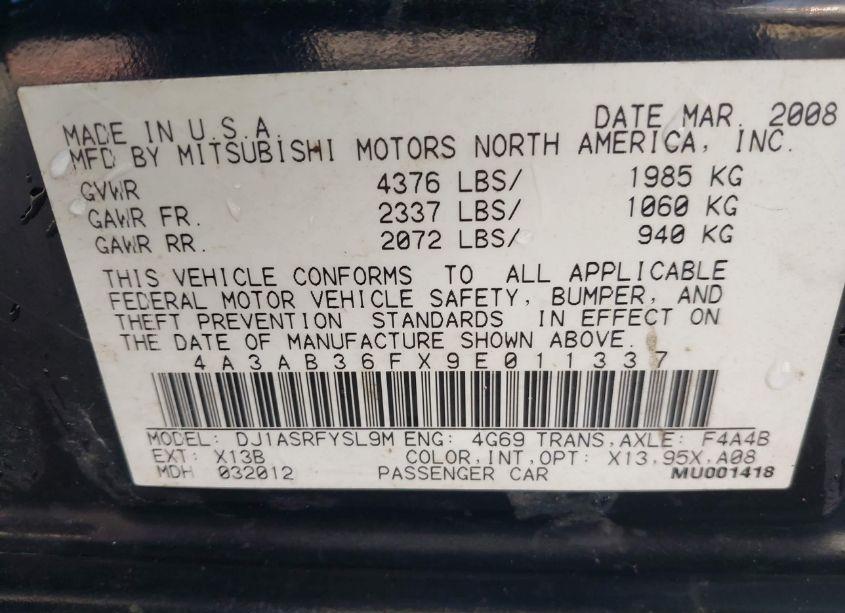 DATE MAR. 2008
MADE IN U.S.A.
MFD BY MITSUBISHI MOTORS NORTH AMERICA, INC.
GVWR 4376 LBS/ 1985 KG
GAWR FR. 2337 LBS/ 1060 KG
GAWR RR. 2072 LBS/ 940 KG
THIS VEHICLE CONFORMS TO ALL APPLICABLE
FEDERAL MOTOR VEHICLE SAFETY, BUMPER, AND
THEFT PREVENTION STANDARDS IN EFFECT ON
THE DATE OF MANUFACTURE SHOWN ABOVE.
4A3AB36FX9E011337
MODEL: DJ1ASRFYSL9M ENG: 4G69 TRANS,AXLE: F4A4B
EXT: X13B COLOR,INT,OPT: X13,95X,A08
MDH 032012 PASSENGER CAR MU001418